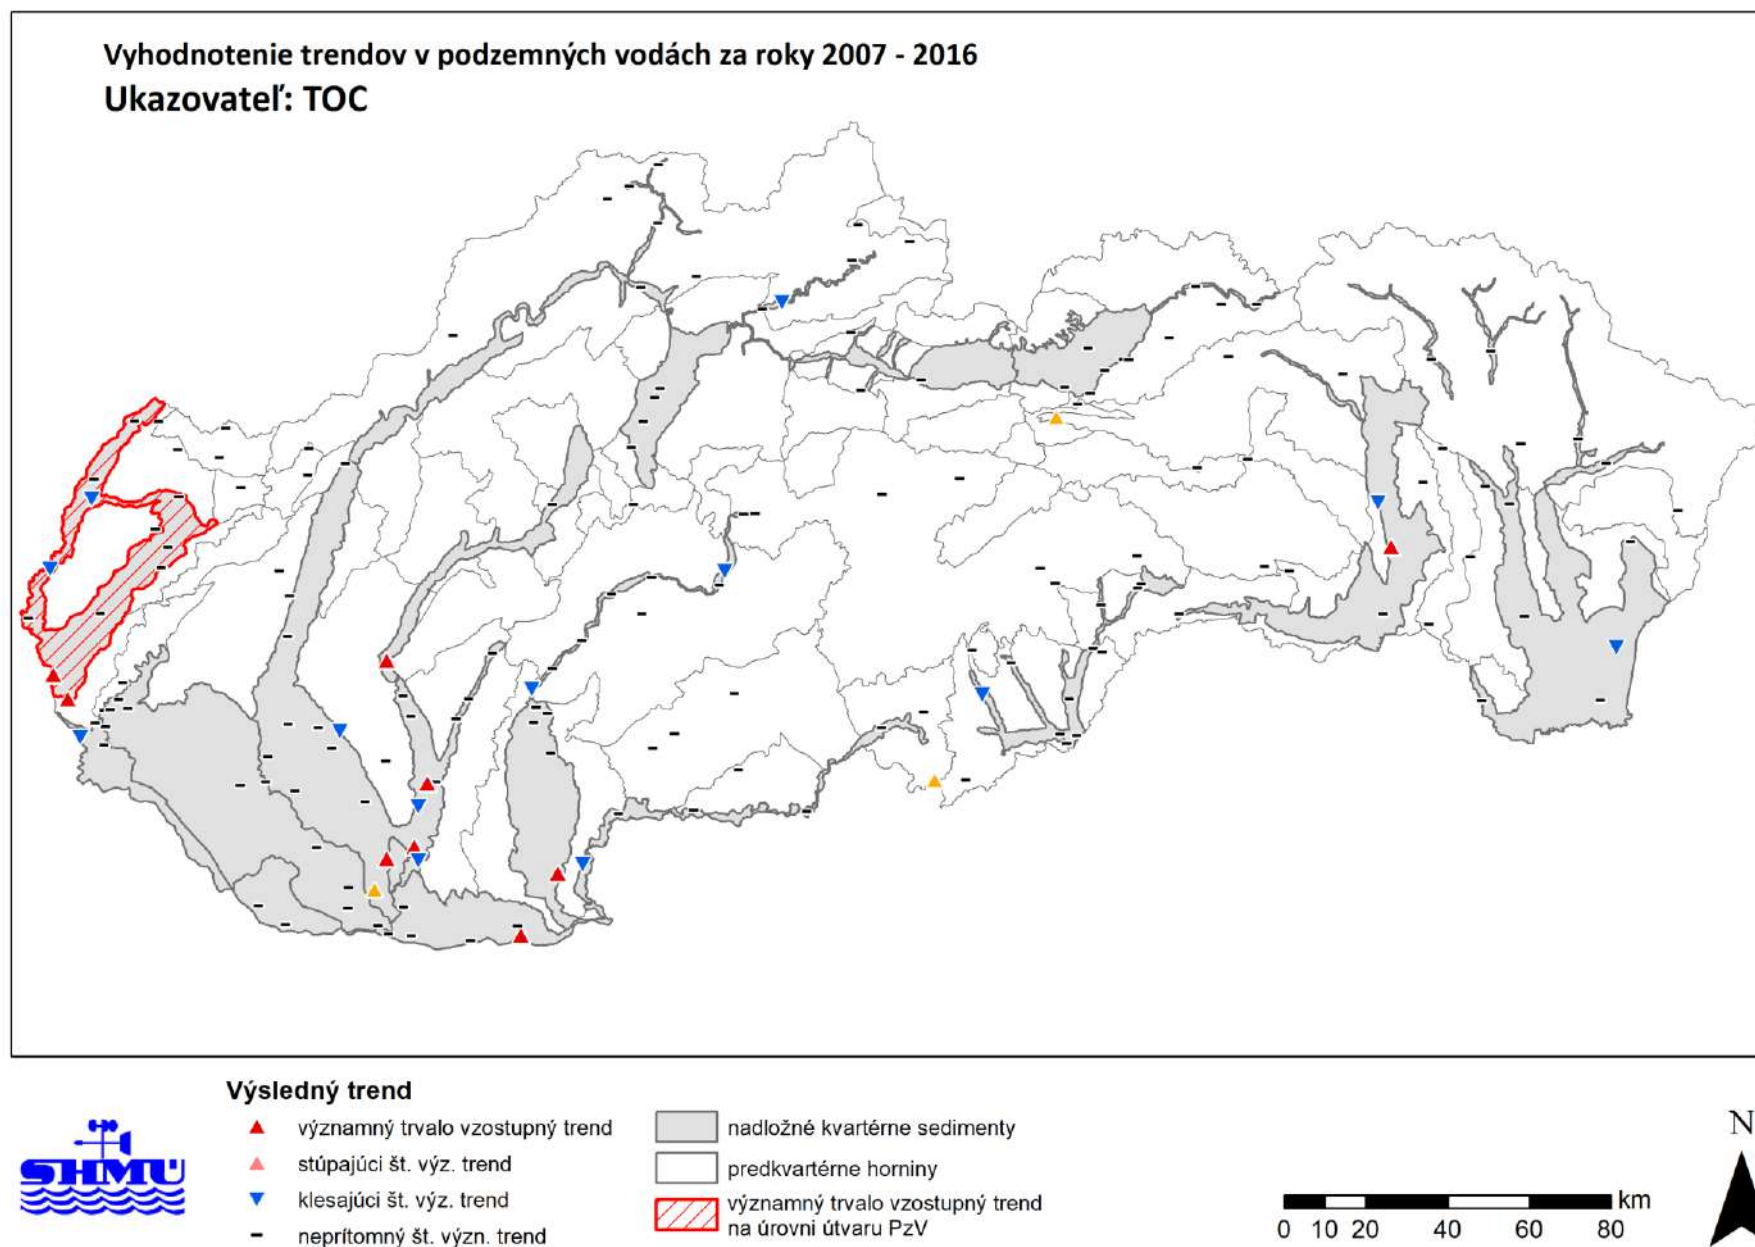 Vyhodnotenie trendov v podzemných vodách za roky 2007 - 2016
Ukazovateľ: TOC
Výsledný trend
významný trvalo vzostupný trend
stúpajúci št. výz. trend
klesajúci št. výz. trend
neprítomný št. význ. trend
nadložné kvartérne sedimenty
predkvartérne horniny
významný trvalo vzostupný trend
na úrovni útvaru PzV
SHMÚ
km
0 10 20 40 60 80
N